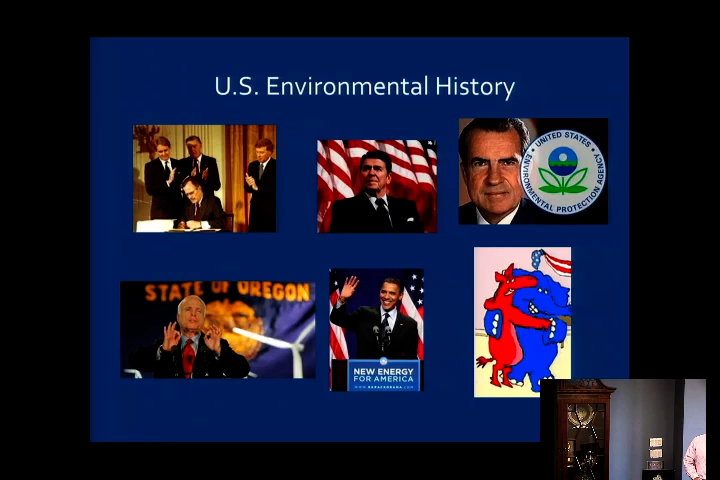 U.S. Environmental History
UNITED STATES
ENVIRONMENTAL PROTECTION AGENCY
STATE OF OREGON
NEW ENERGY
FOR AMERICA
WWW.BARACKOBAMA.COM